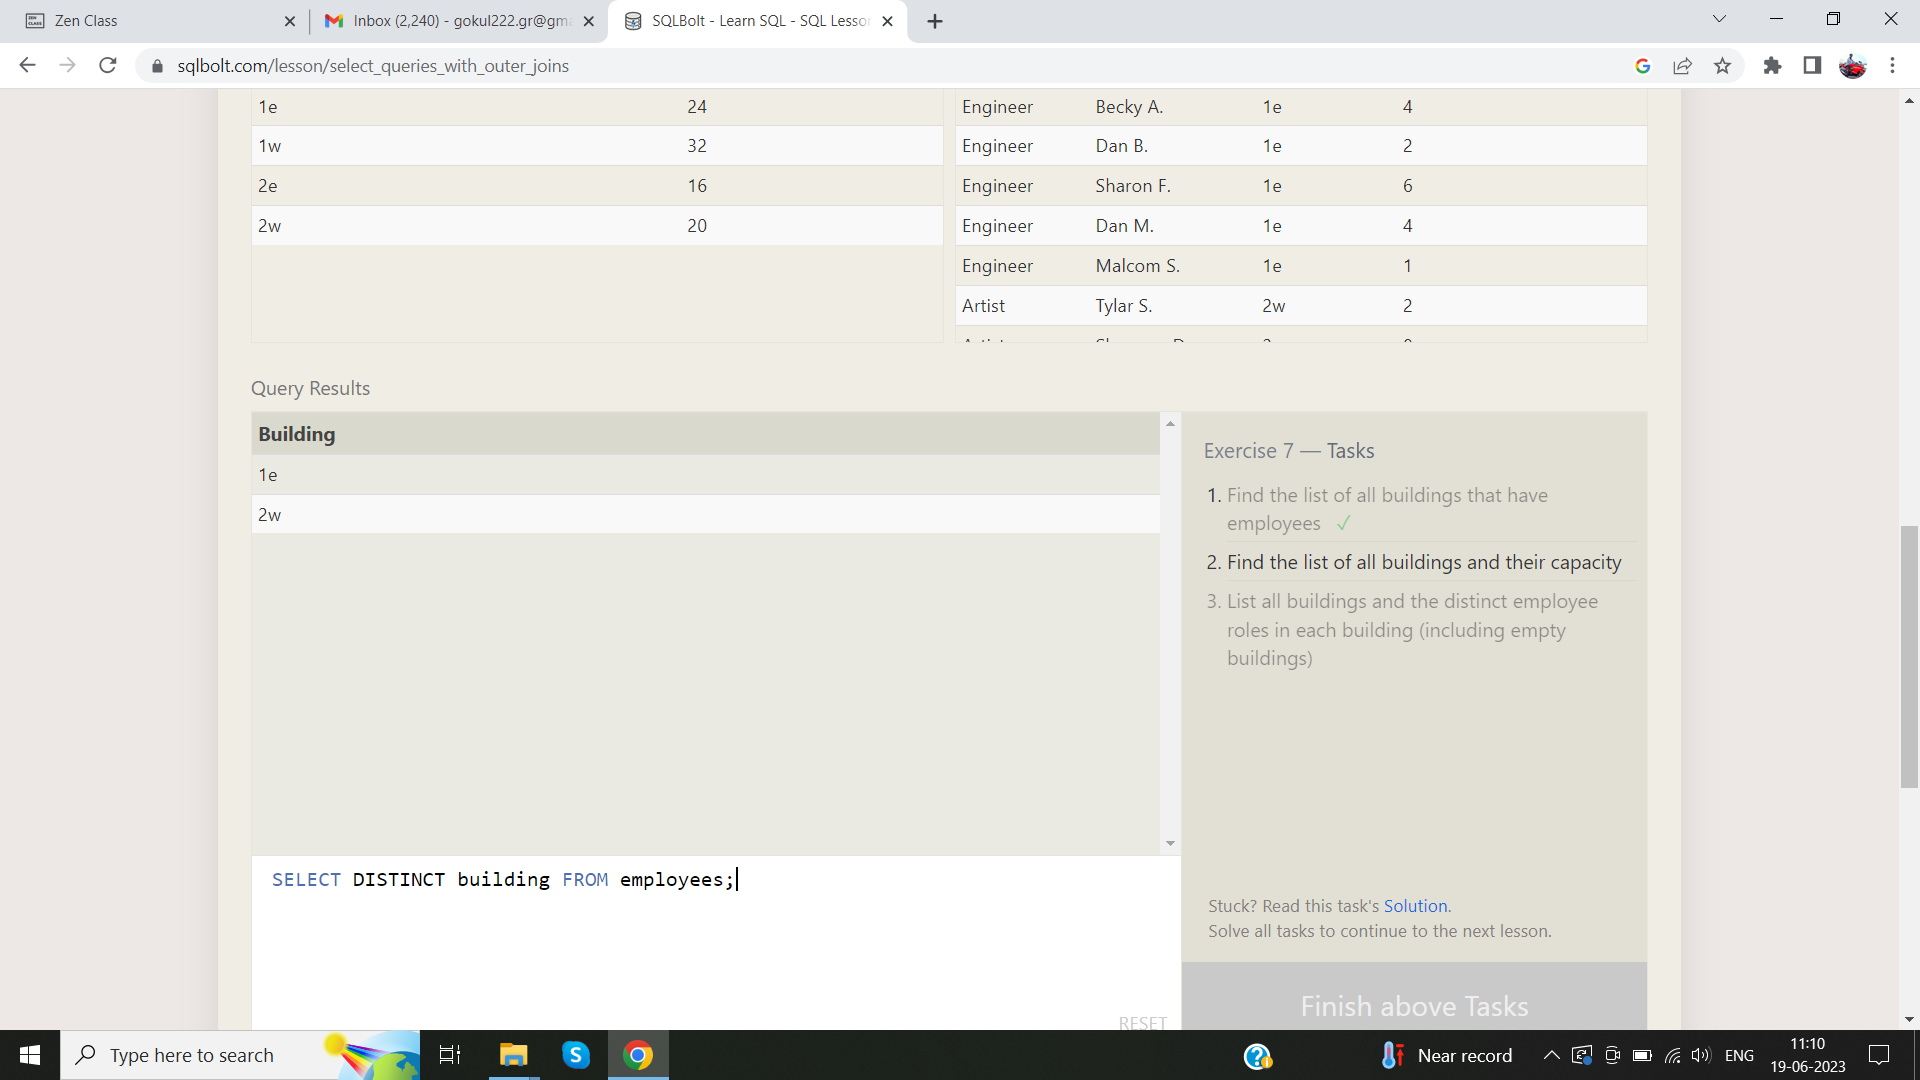 Zen Class
Inbox (2,240) - gokul222.gr@gm
SQLBolt - Learn SQL - SQL Lesson
sqlbolt.com/lesson/select_queries_with_outer_joins
1e 24
1w 32
2e 16
2w 20
Engineer Becky A. 1e 4
Engineer Dan B. 1e 2
Engineer Sharon F. 1e 6
Engineer Dan M. 1e 4
Engineer Malcom S. 1e 1
Artist Tylar S. 2w 2
Query Results
Building
1e
2w
Exercise 7 — Tasks
1. Find the list of all buildings that have
employees ✓
2. Find the list of all buildings and their capacity
3. List all buildings and the distinct employee
roles in each building (including empty
buildings)
SELECT DISTINCT building FROM employees;
RESET
Stuck? Read this task's Solution.
Solve all tasks to continue to the next lesson.
Finish above Tasks
Type here to search
Near record
ENG
11:10
19-06-2023